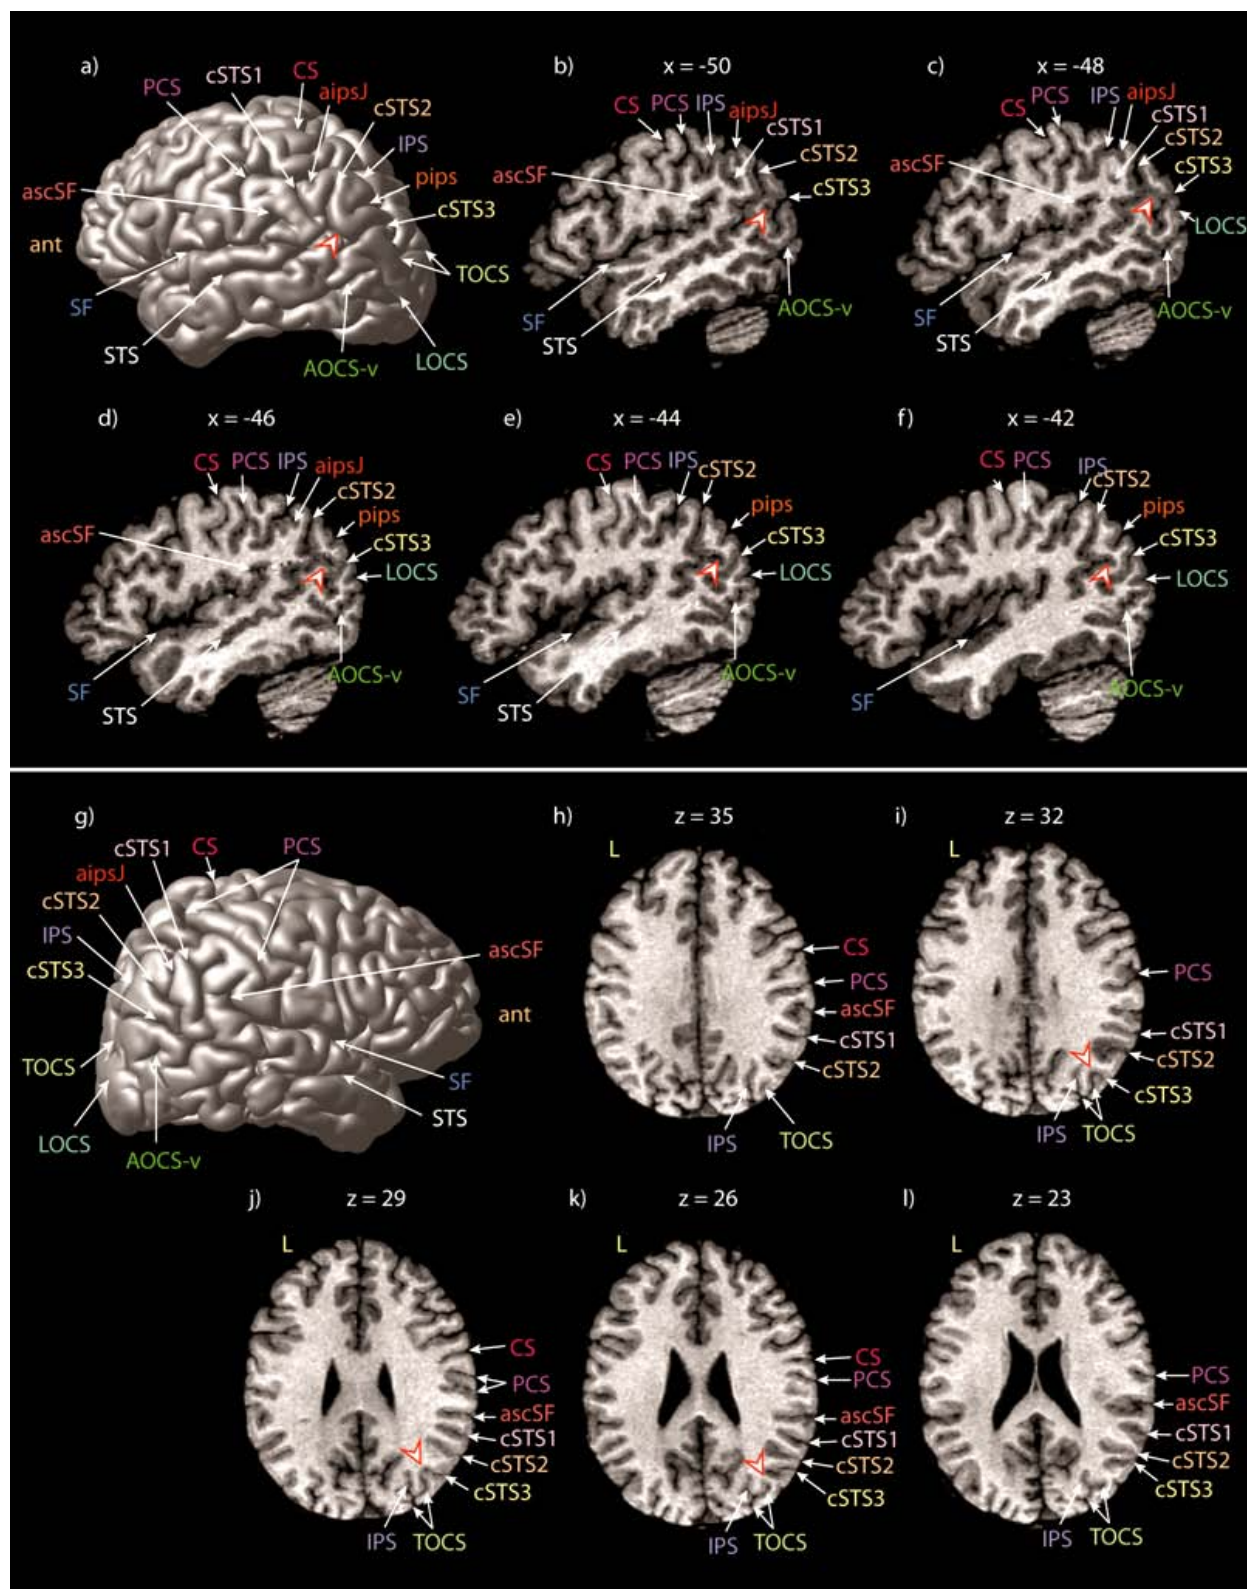 a)
cSTS1
CS
PCS
aipsJ
cSTS2
IPS
ascSF
pips
cSTS3
ant
TOCS
SF
STS
AOCS-v
LOCS
b)
x = -50
CS
PCS
IPS
aipsJ
cSTS1
cSTS2
ascSF
cSTS3
AOCS-v
SF
STS
c)
x = -48
CS
PCS
IPS
aipsJ
cSTS1
cSTS2
cSTS3
ascSF
LOCS
AOCS-v
SF
STS
d)
x = -46
CS
PCS
IPS
aipsJ
cSTS2
pips
ascSF
cSTS3
LOCS
AOCS-v
SF
STS
e)
x = -44
CS
PCS
IPS
cSTS2
pips
cSTS3
LOCS
AOCS-v
SF
STS
f)
x = -42
CS
PCS
IPS
cSTS2
pips
cSTS3
LOCS
AOCS-v
SF
g)
cSTS1
CS
PCS
aipsJ
cSTS2
IPS
cSTS3
ascSF
ant
TOCS
SF
STS
LOCS
AOCS-v
h)
z = 35
L
CS
PCS
ascSF
cSTS1
cSTS2
IPS
TOCS
i)
z = 32
L
PCS
cSTS1
cSTS2
cSTS3
IPS
TOCS
j)
z = 29
L
CS
PCS
ascSF
cSTS1
cSTS2
cSTS3
IPS
TOCS
k)
z = 26
L
CS
PCS
ascSF
cSTS1
cSTS2
cSTS3
IPS
TOCS
l)
z = 23
L
PCS
ascSF
cSTS1
cSTS2
cSTS3
IPS
TOCS